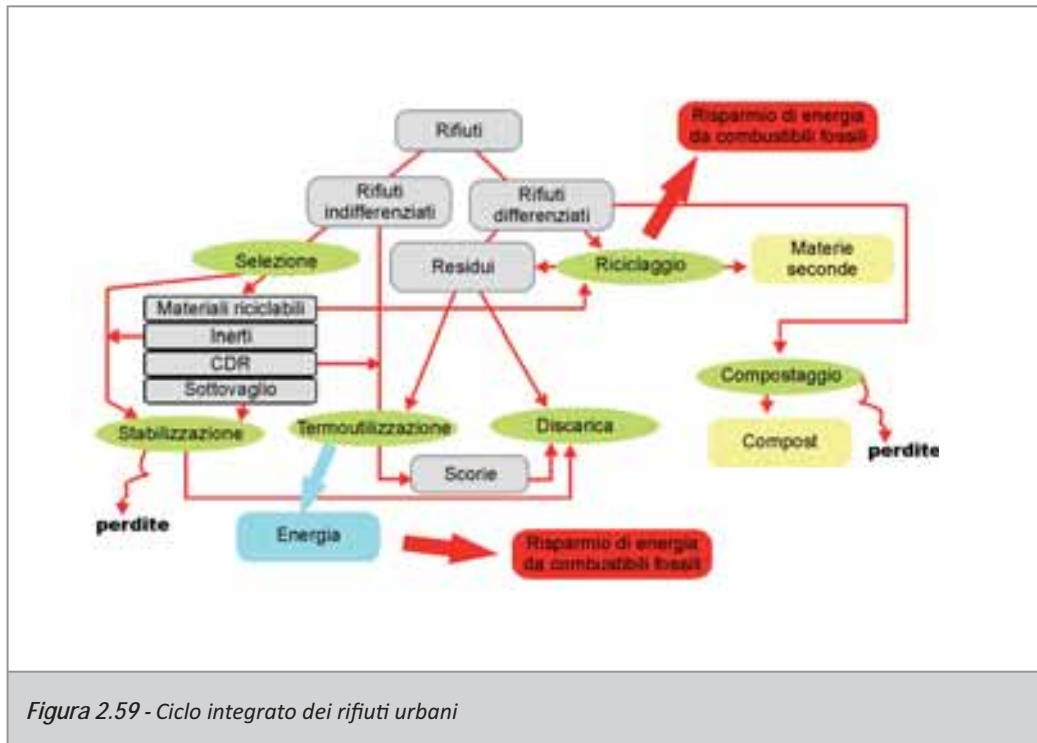 Risparmio di energia
da combustibili fossili
Rifiuti
Rifiuti
indifferenziati
Rifiuti
differenziati
Selezione
Residui
Riciclaggio
Materie
seconde
Materiali riciclabili
Inerti
CDR
Sottovaglio
Compostaggio
Stabilizzazione
Termoutilizzazione
Discarica
Compost
perdite
Scorie
perdite
Energia
Risparmio di energia
da combustibili fossili
Figura 2.59 - Ciclo integrato dei rifiuti urbani